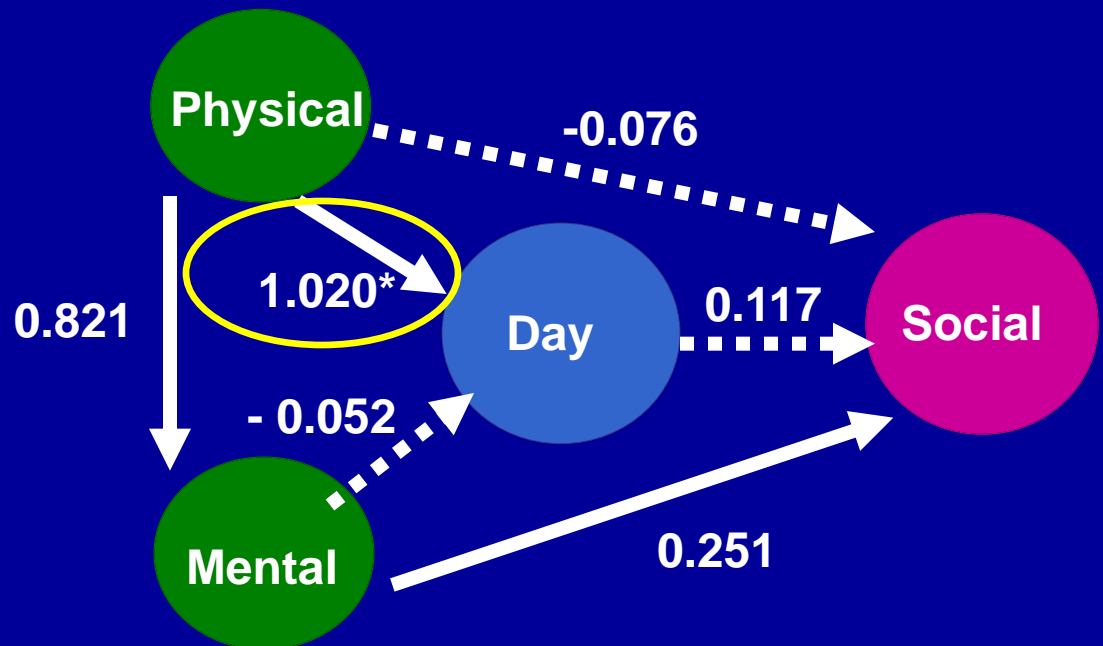 Physical
-0.076
1.020*
0.821
Day
0.117
Social
- 0.052
0.251
Mental